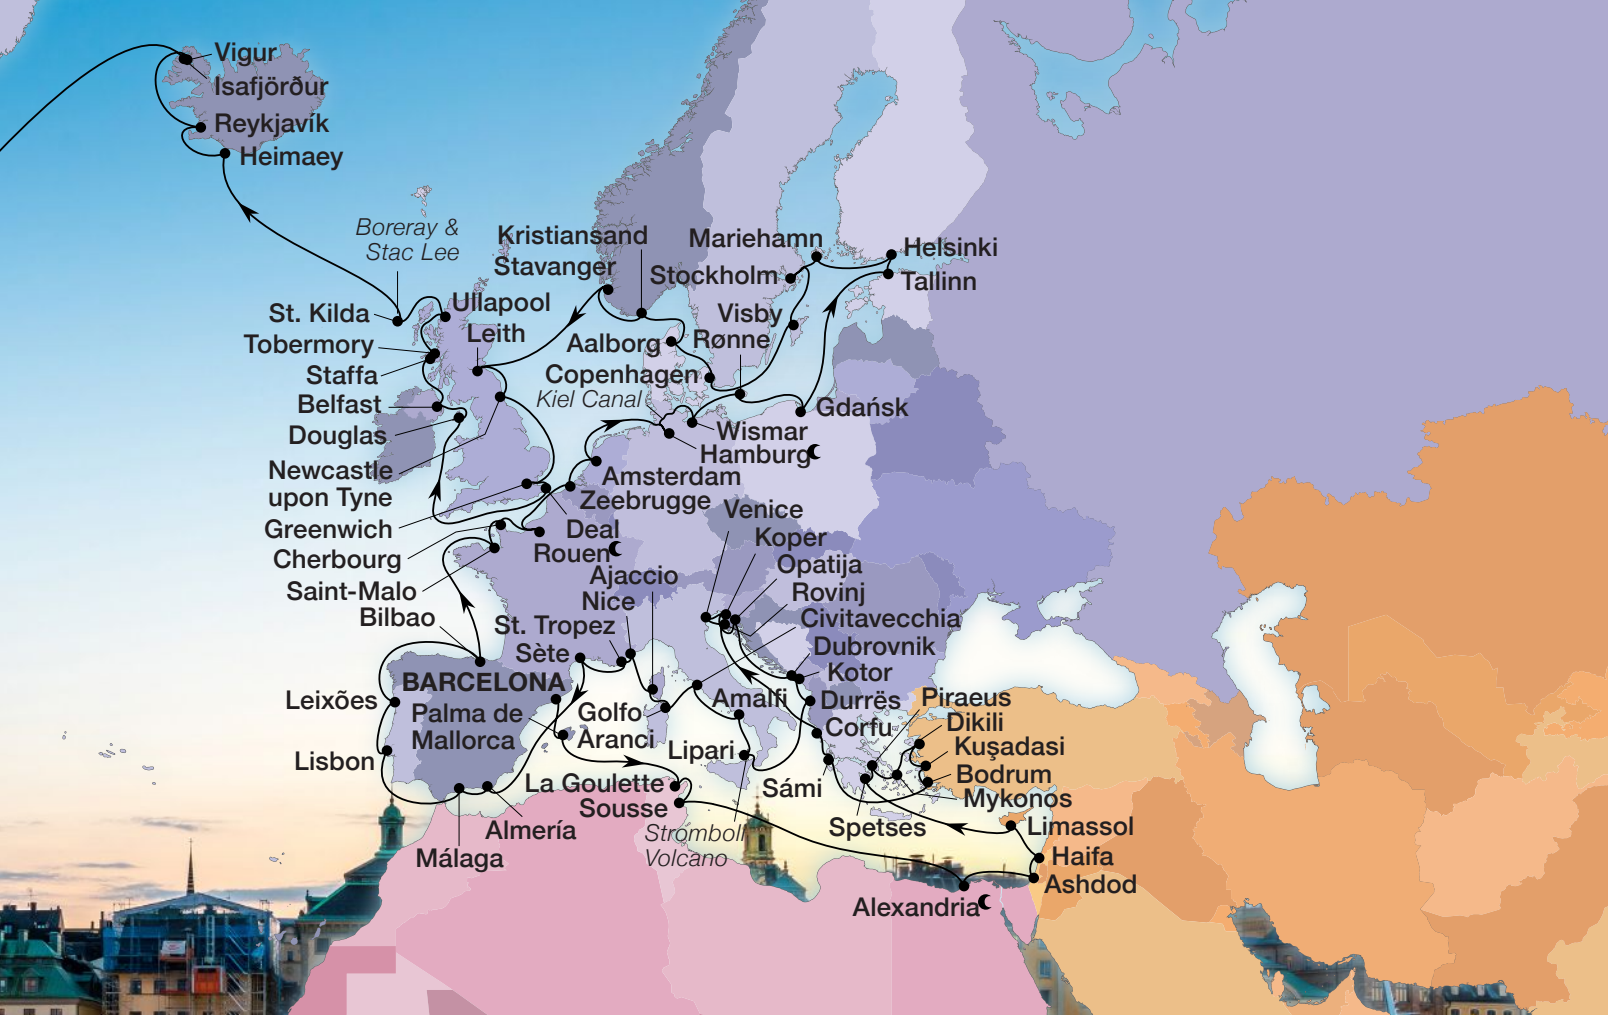 Vigur
Isafjörður
Reykjavík
Heimaey
Boreray &
Stac Lee
Kristiansand
Stavanger
Mariehamn
Helsinki
Stockholm
Tallinn
St. Kilda
Ullapool
Visby
Tobermory
Leith
Aalborg
Rønne
Staffa
Copenhagen
Belfast
Kiel Canal
Gdańsk
Douglas
Wismar
Hamburg
Newcastle
upon Tyne
Amsterdam
Zeebrugge
Venice
Greenwich
Deal
Koper
Cherbourg
Rouen
Opatija
Saint-Malo
Ajaccio
Rovinj
Bilbao
Nice
Civitavecchia
St. Tropez
Dubrovnik
Sète
Kotor
BARCELONA
Leixões
Palma de
Mallorca
Golfo
Aranci
Amalfi
Durrës
Piraeus
Corfu
Dikili
Lisbon
Lipari
Kuşadasi
La Goulette
Sámi
Bodrum
Sousse
Mykonos
Almería
Stromboli
Volcano
Spetses
Limassol
Málaga
Haifa
Ashdod
Alexandria